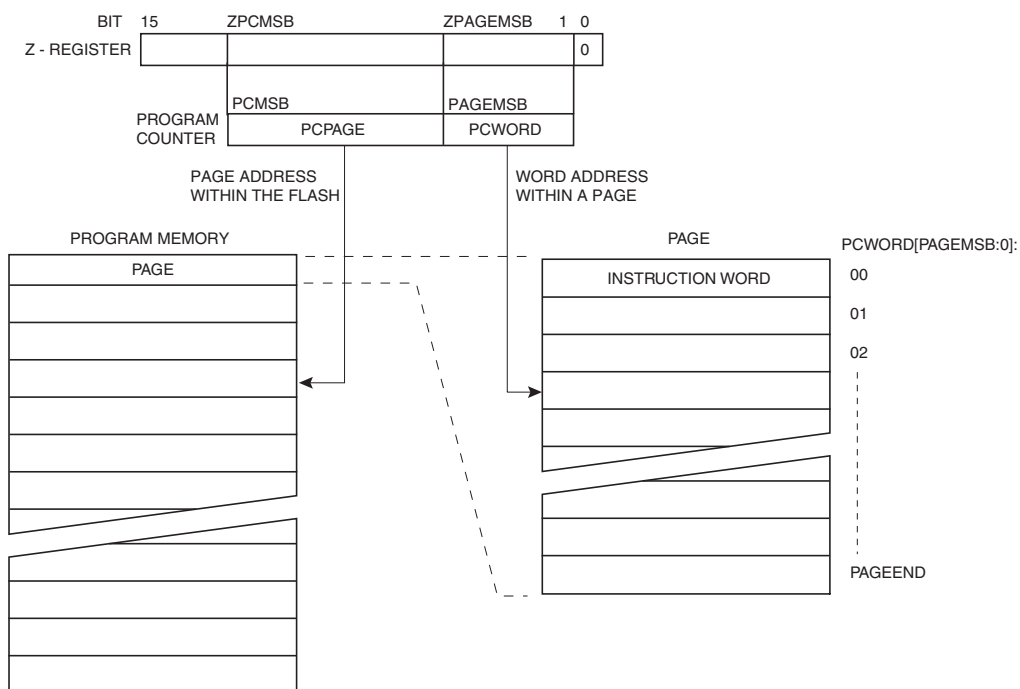 BIT 15 ZPCMSB ZPAGEMSB 1 0
Z - REGISTER 0
PCMSB PAGEMSB
PROGRAM
COUNTER
PCPAGE PCWORD
PAGE ADDRESS
WITHIN THE FLASH
WORD ADDRESS
WITHIN A PAGE
PROGRAM MEMORY
PAGE
PAGE
INSTRUCTION WORD
PCWORD[PAGEMSB:0]:
00
01
02
PAGEEND